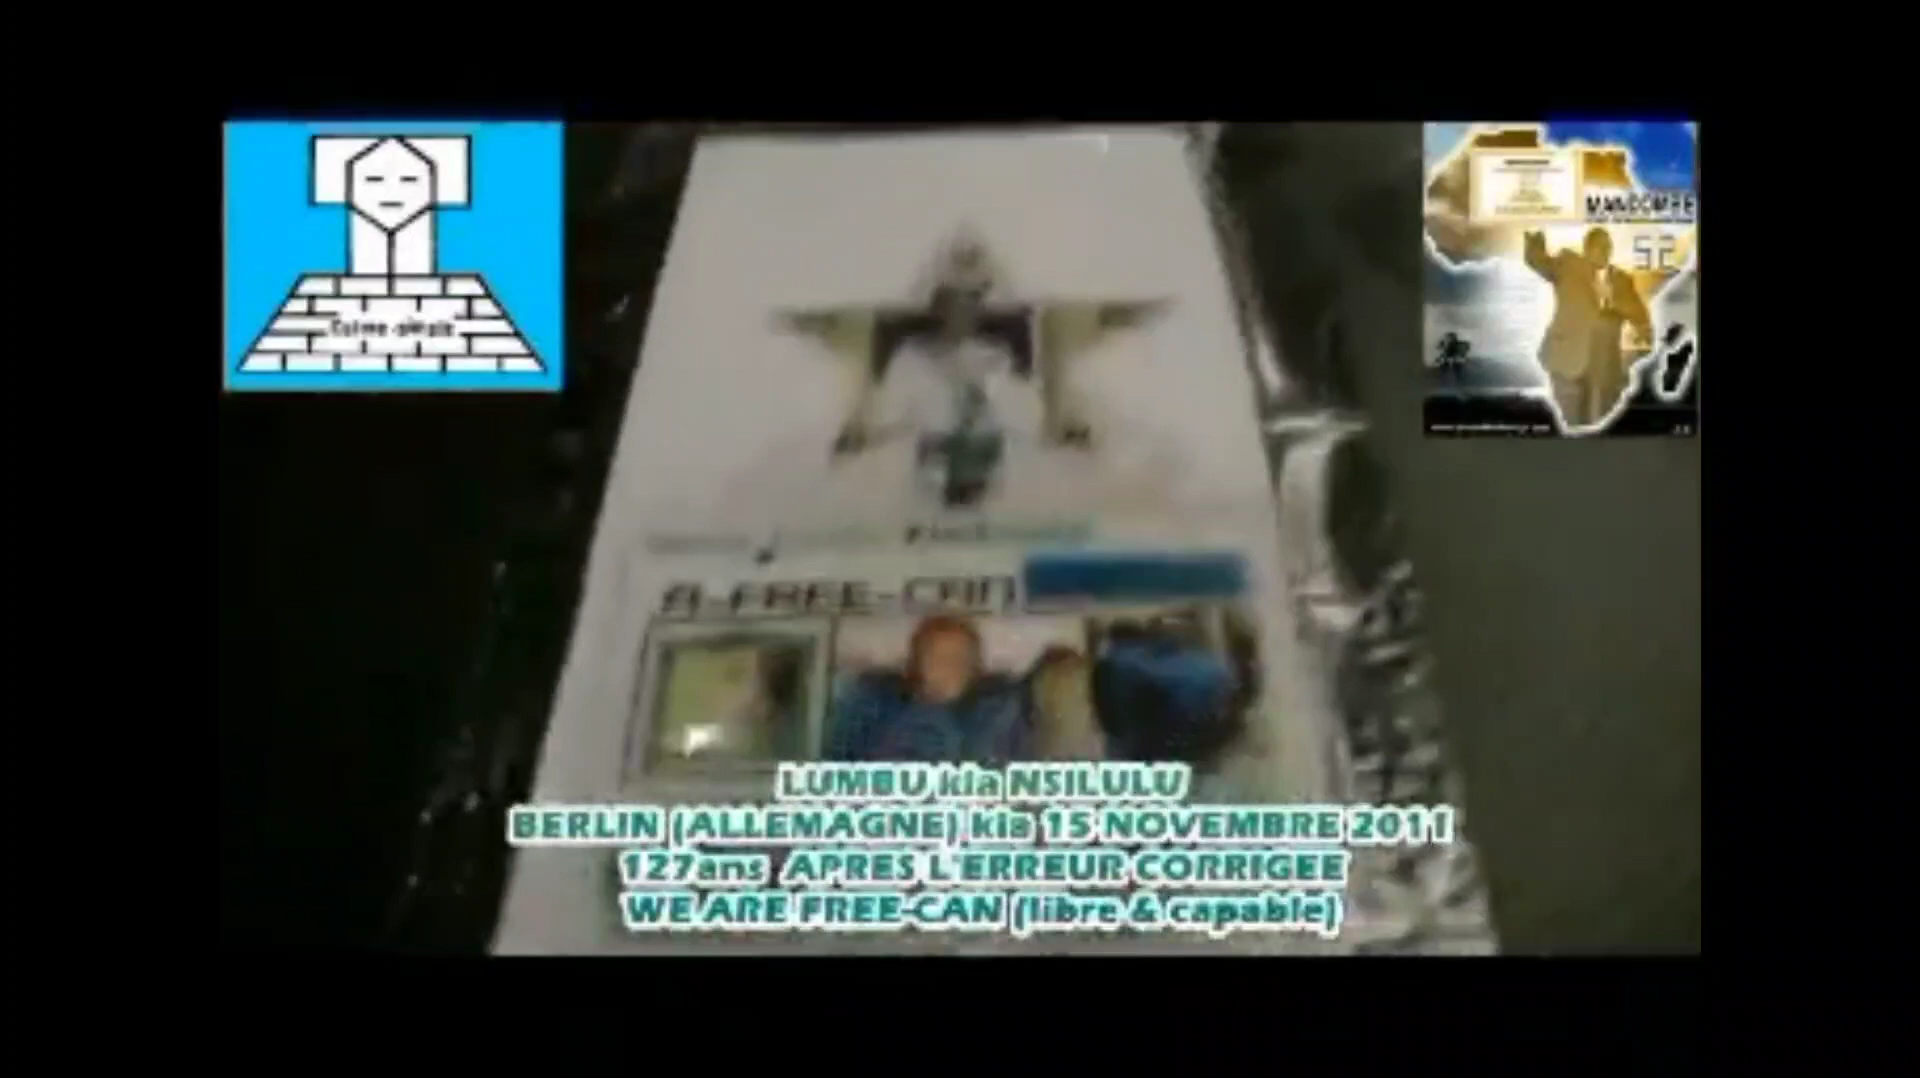 MANDOMBE
52
A-FREE-CAN
LUMBU kia NSILULU
BERLIN (ALLEMAGNE) kia 15 NOVEMBRE 2011
127ans APRES L'ERREUR CORRIGEE
WE ARE FREE-CAN (libre & capable)